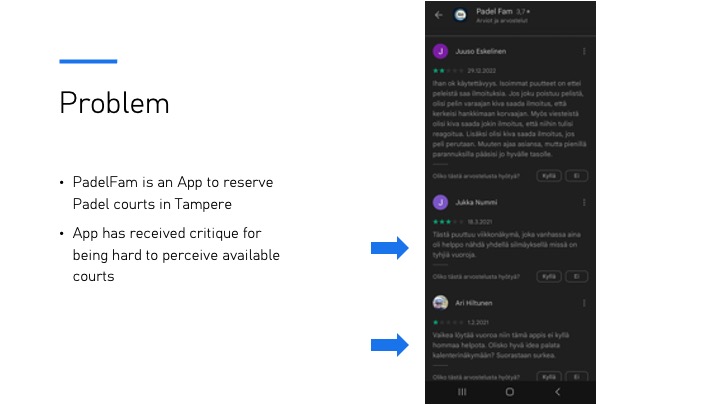 Problem
• PadelFam is an App to reserve
Padel courts in Tampere
• App has received critique for
being hard to perceive available
courts
Padel Fam 3,7★
Arviot ja arvostelut
J Juuso Eskelinen
29.12.2022
Ihan ok käytettävyys. Isoimmat puutteet on ettei
peleistä saa ilmoituksia. Jos joku poistuu pelistä,
olisi pelin varaajan kiva saada ilmoitus, että
kerkeisi hankkimaan korvaajan. Myös viesteistä
olisi kiva saada jokin ilmoitus, että niihin tulisi
reagoitua. Lisäksi olisi kiva saada ilmoitus, jos
peli perutaan. Muuten ajaa asiansa, mutta pienillä
parannuksilla pääsisi jo hyvälle tasolle.
Oliko tästä arvostelusta hyötyä? Kyllä Ei
J Jukka Nummi
18.3.2021
Tästä puuttuu viikkonäkymä, joka vanhassa aina
oli helppo nähdä yhdellä silmäyksellä missä on
tyhjiä vuoroja.
Oliko tästä arvostelusta hyötyä? Kyllä Ei
Ari Hiltunen
1.2.2021
Vaikea löytää vuoroa niin tämä appis ei kyllä
hommaa helpota. Olisko hyvä idea palata
kalenterinäkymään? Suorastaan surkea.
Oliko tästä arvostelusta hyötyä? Kyllä Ei